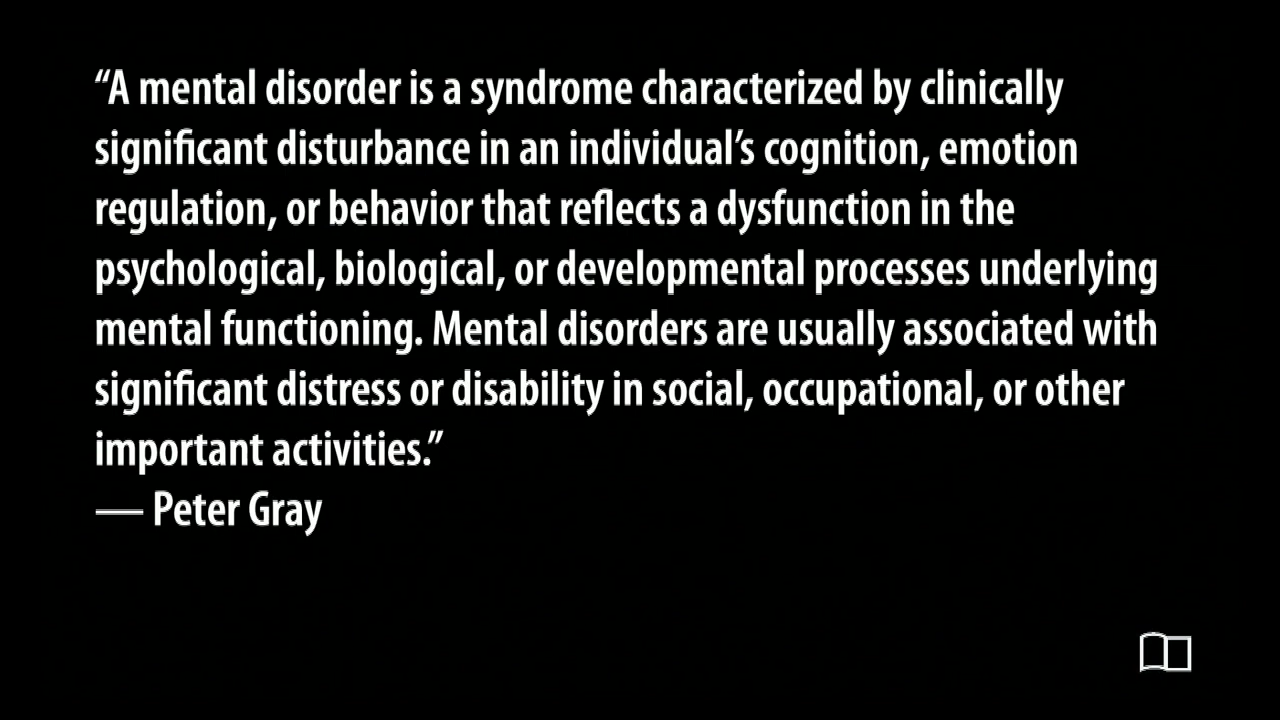 “A mental disorder is a syndrome characterized by clinically
significant disturbance in an individual’s cognition, emotion
regulation, or behavior that reflects a dysfunction in the
psychological, biological, or developmental processes underlying
mental functioning. Mental disorders are usually associated with
significant distress or disability in social, occupational, or other
important activities.”
— Peter Gray